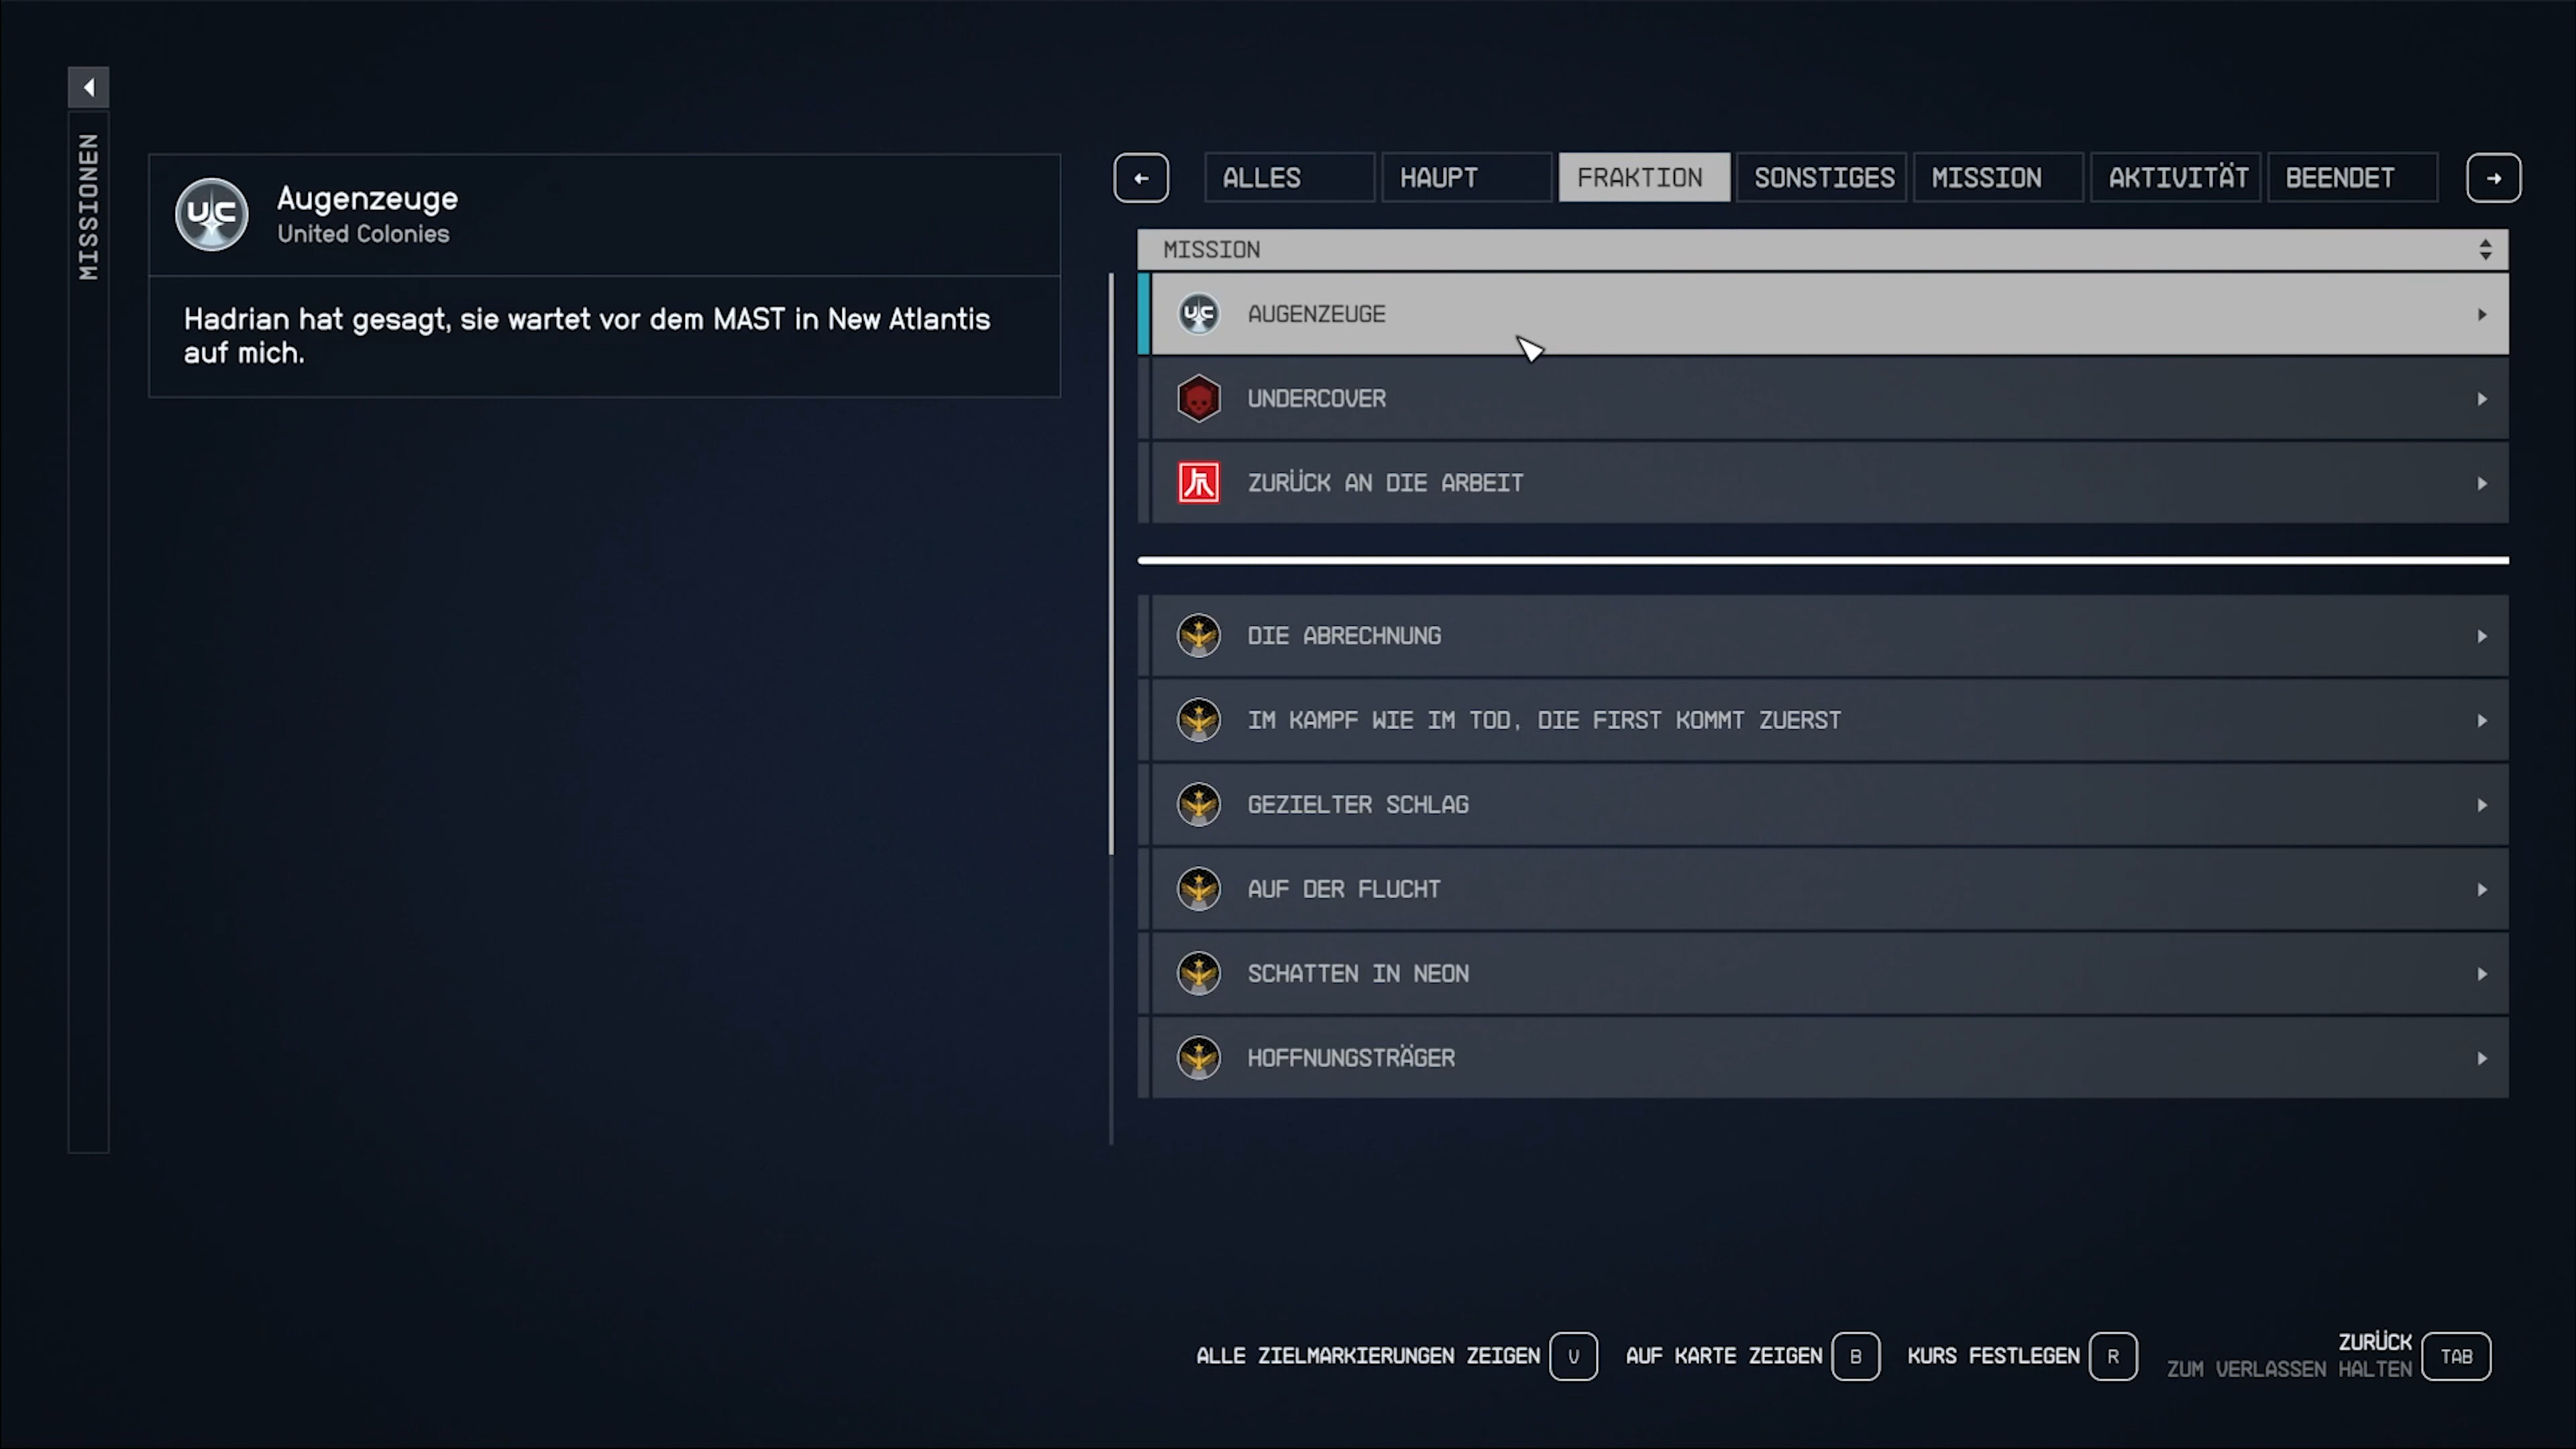 MISSIONEN
Augenzeuge
United Colonies
Hadrian hat gesagt, sie wartet vor dem MAST in New Atlantis
auf mich.
ALLES HAUPT FRAKTION SONSTIGES MISSION AKTIVITÄT BEENDET
MISSION
UC AUGENZEUGE
UNDERCOVER
ZURÜCK AN DIE ARBEIT
DIE ABRECHNUNG
IM KAMPF WIE IM TOD, DIE FIRST KOMMT ZUERST
GEZIELTER SCHLAG
AUF DER FLUCHT
SCHATTEN IN NEON
HOFFNUNGSTRÄGER
ALLE ZIELMARKIERUNGEN ZEIGEN V AUF KARTE ZEIGEN B KURS FESTLEGEN R ZURÜCK TAB
ZUM VERLASSEN HALTEN